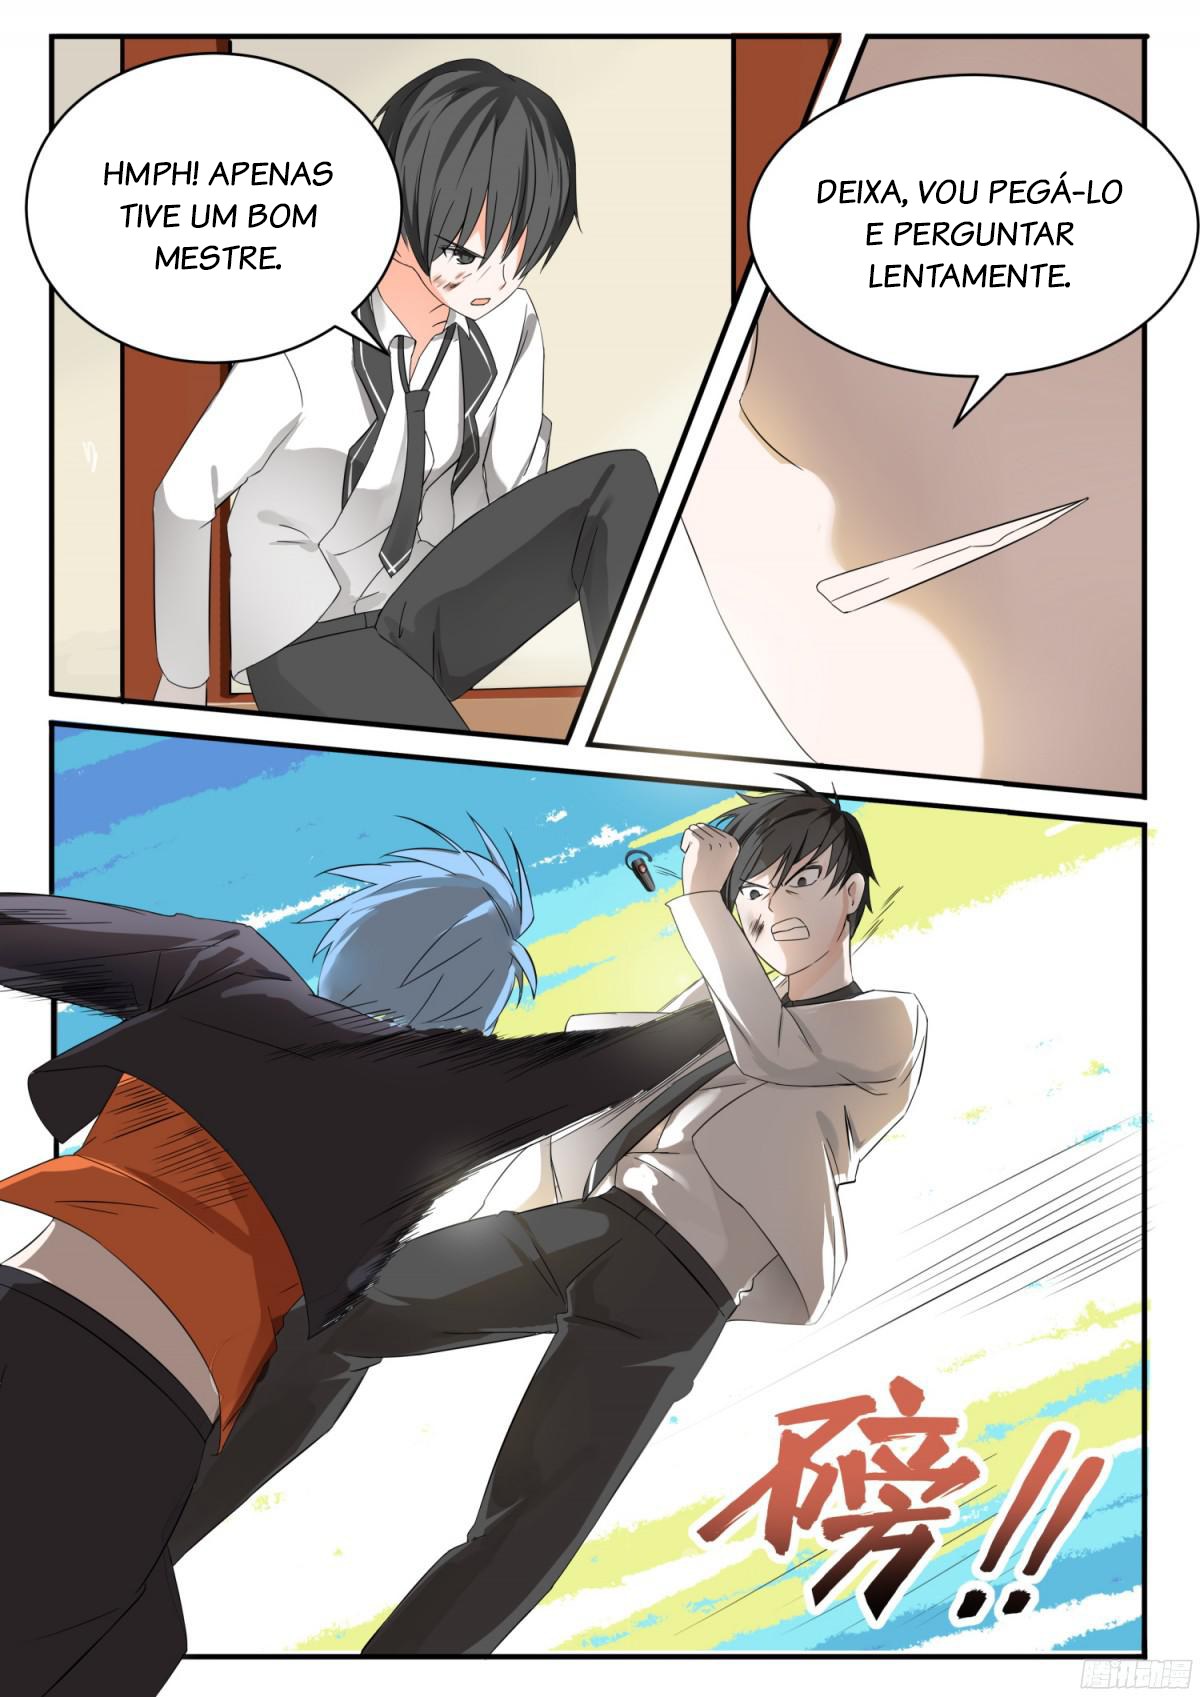 HMPH! APENAS
TIVE UM BOM
MESTRE.
DEIXA, VOU PEGÁ-LO
E PERGUNTAR
LENTAMENTE.
磅!!
腾讯动漫